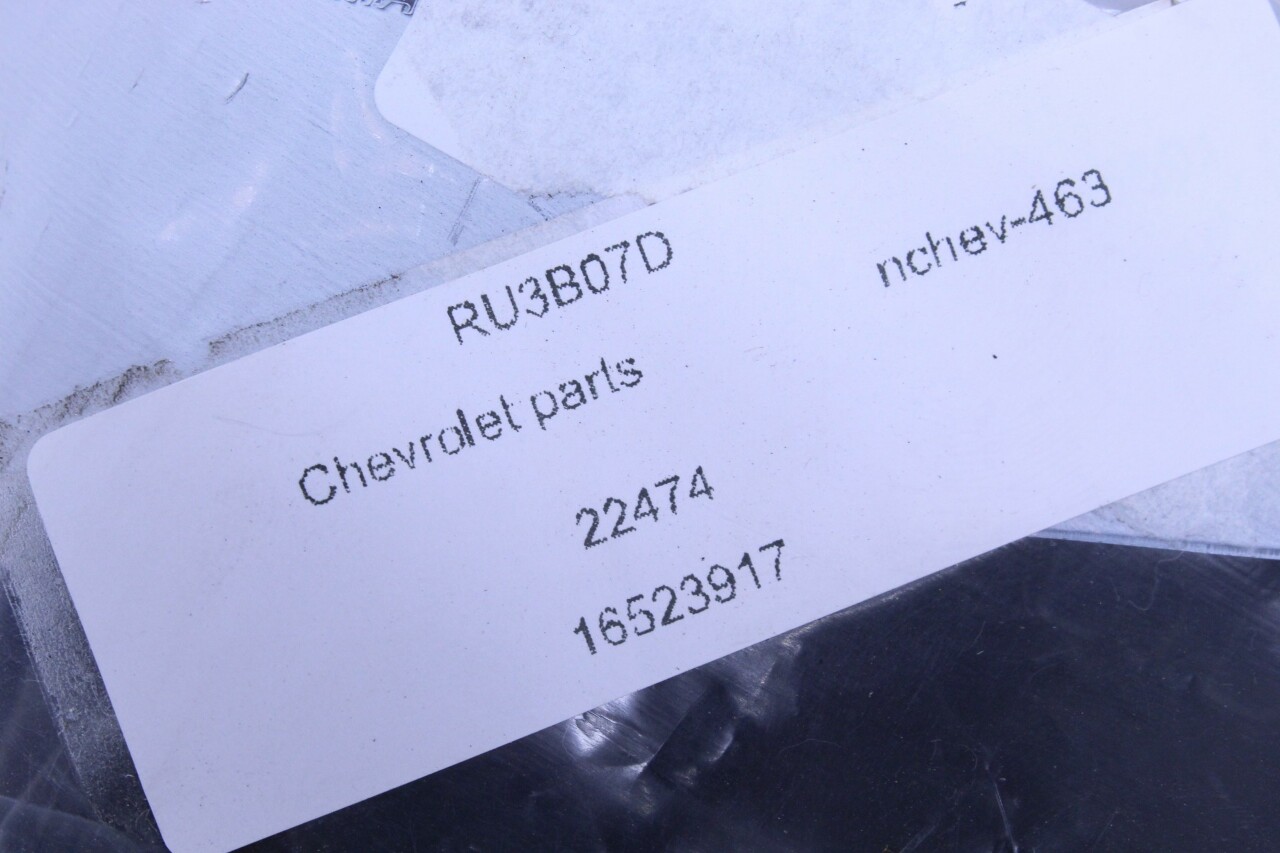 RU3B07D nchev-463
Chevrolet parts
22474
16523917